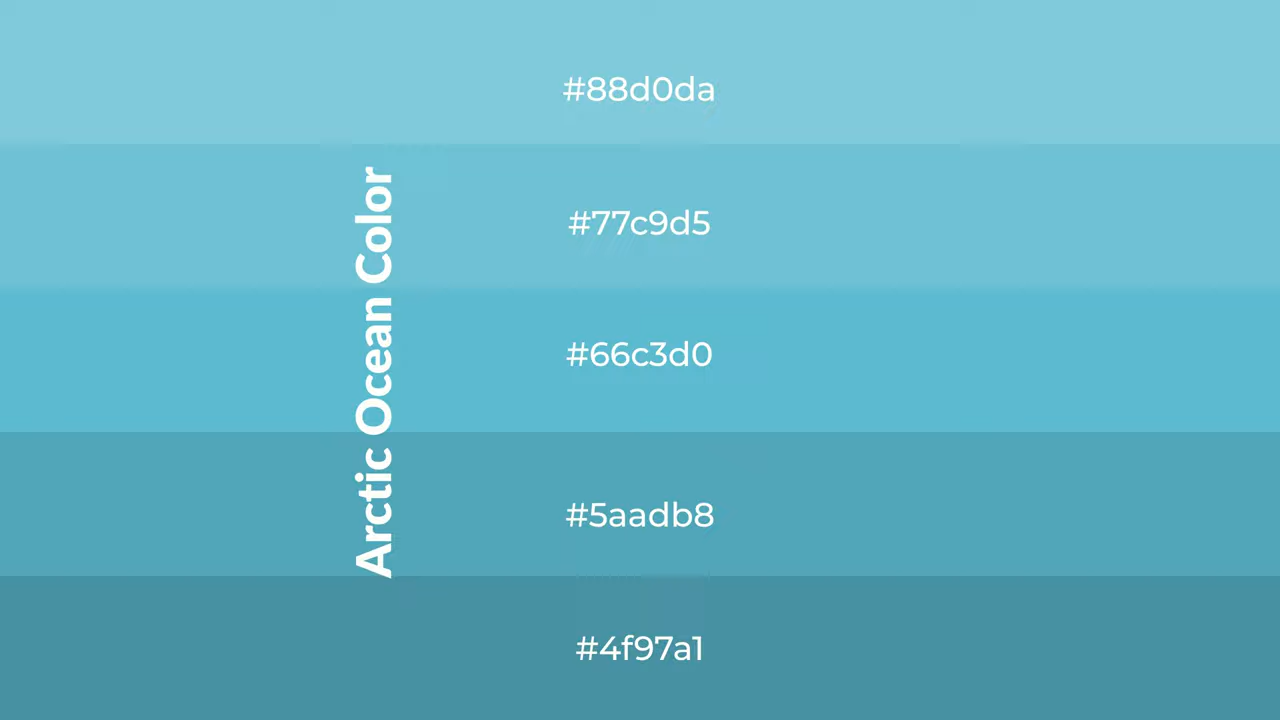 Arctic Ocean Color
#88d0da
#77c9d5
#66c3d0
#5aadb8
#4f97a1